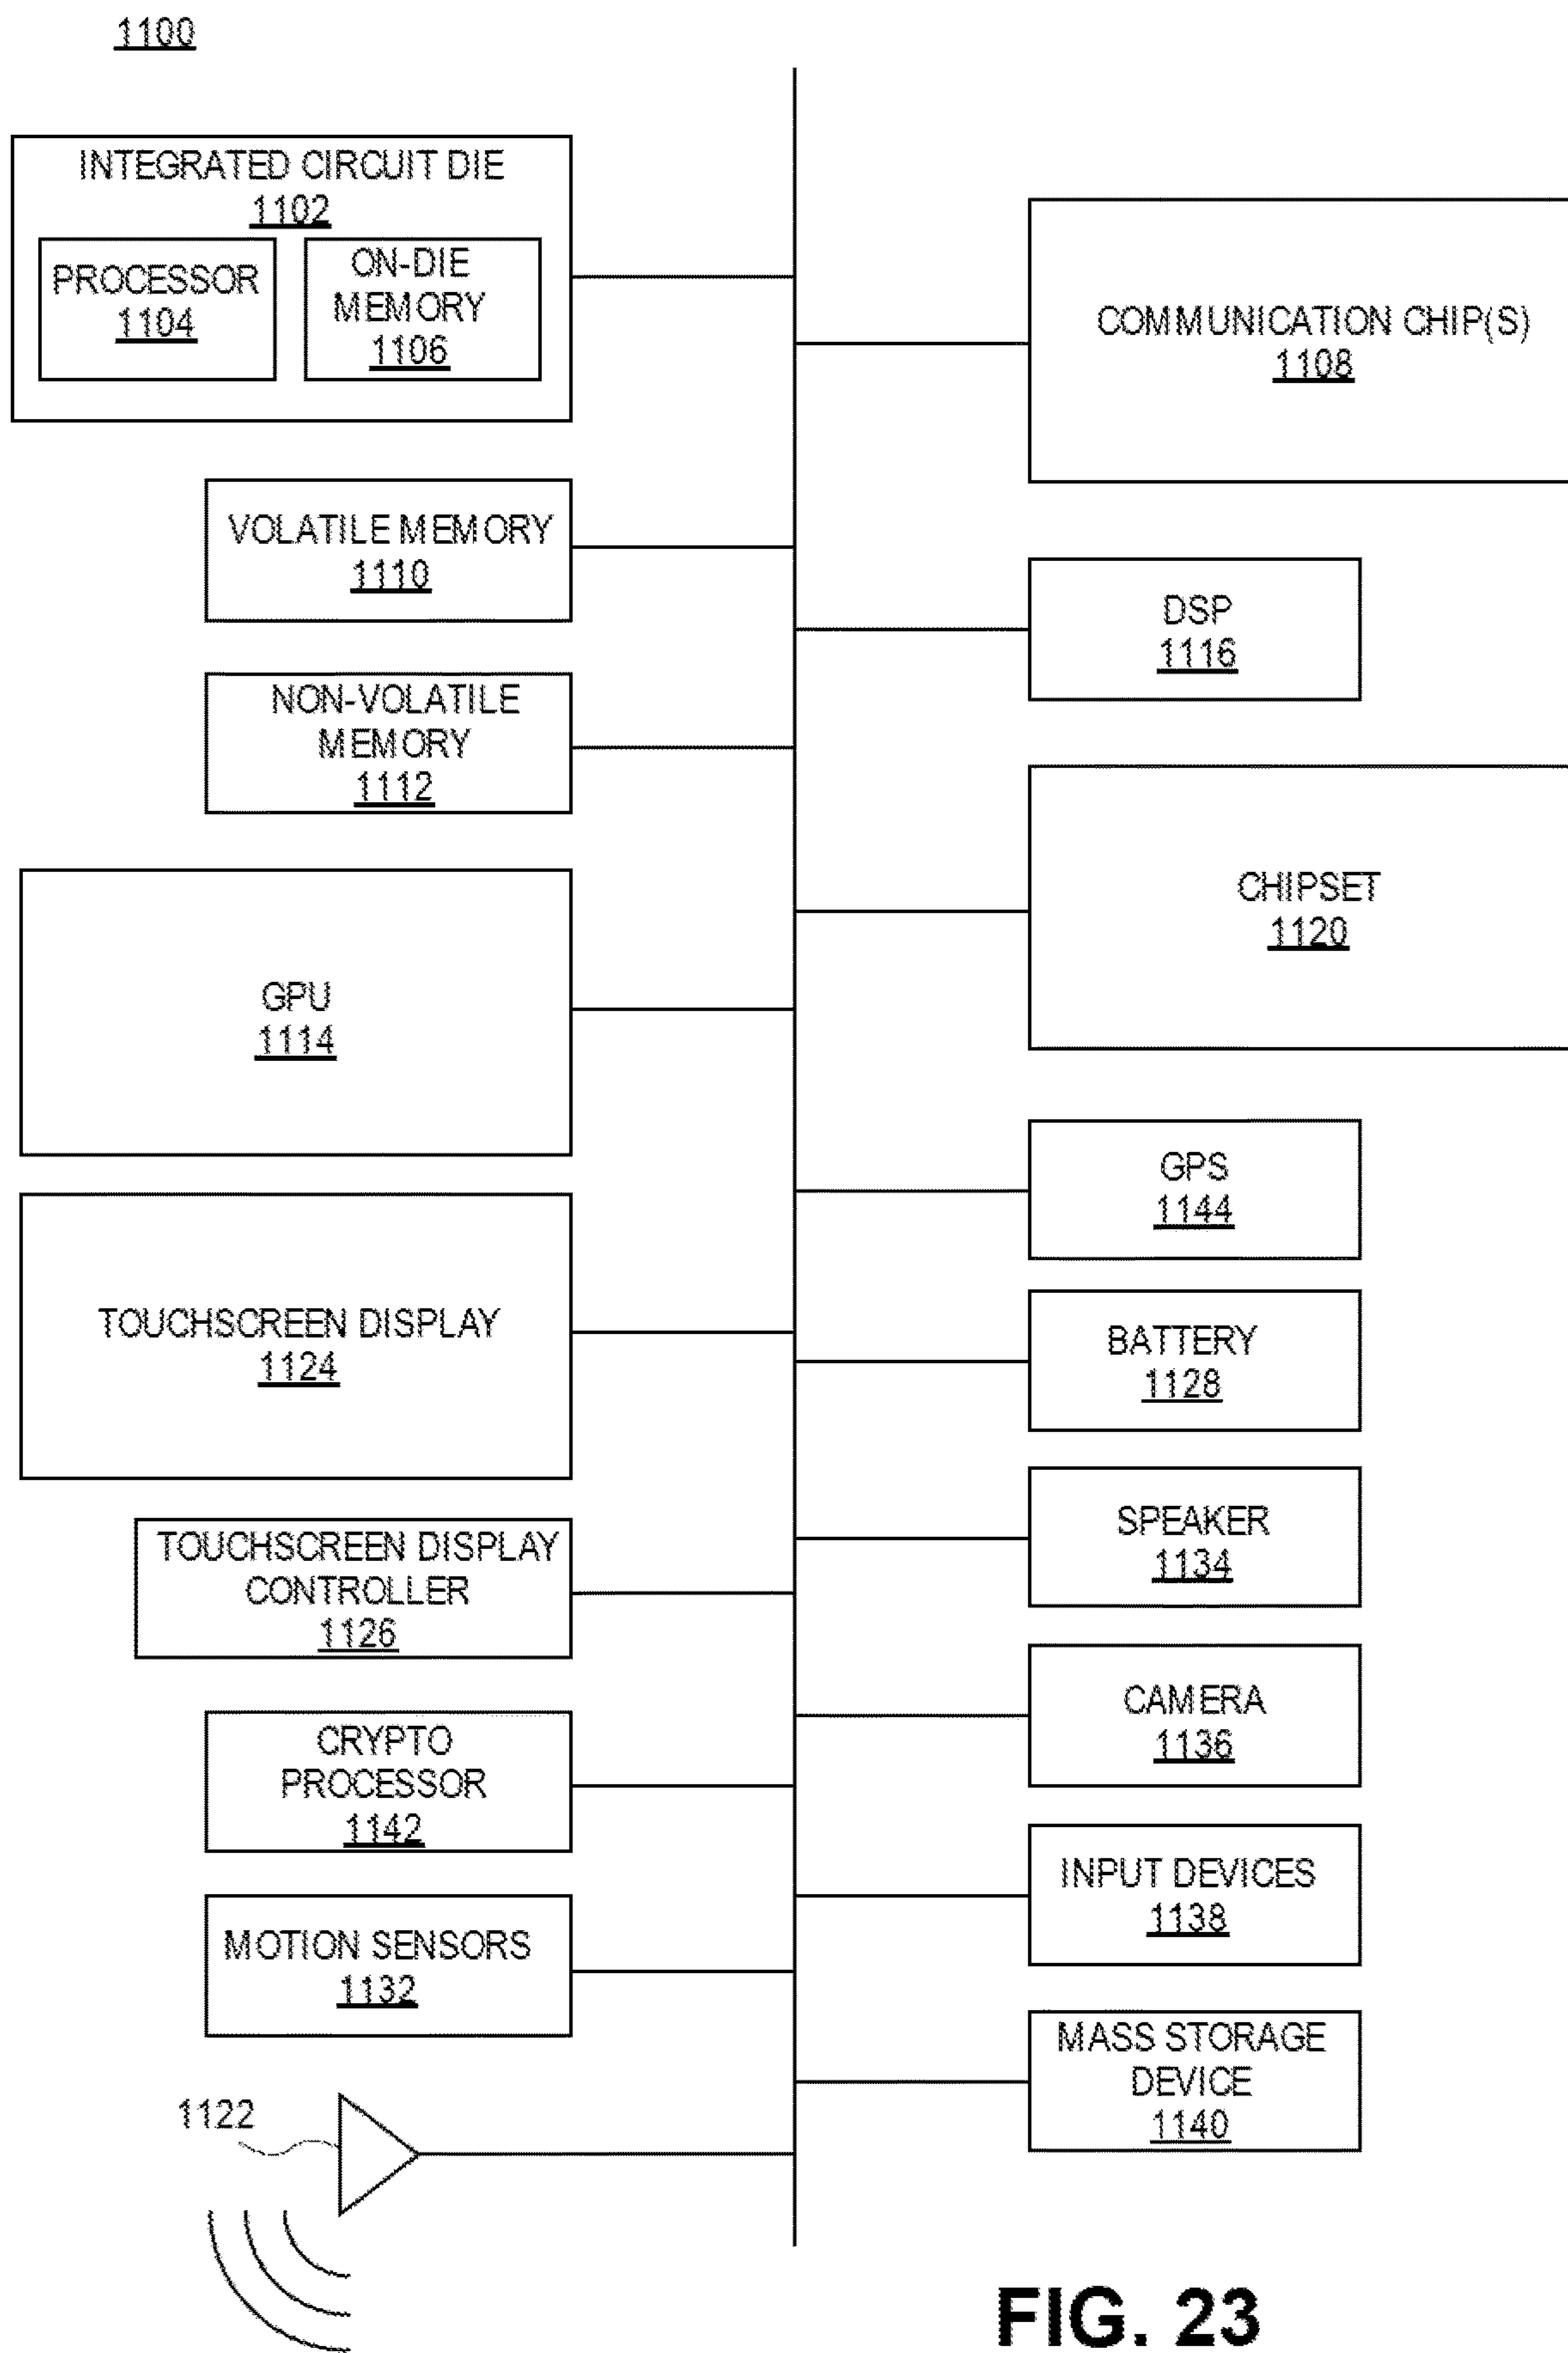 1100
INTEGRATED CIRCUIT DIE
1102
PROCESSOR
1104
ON-DIE
MEMORY
1106
VOLATILE MEMORY
1110
NON-VOLATILE
MEMORY
1112
GPU
1114
TOUCHSCREEN DISPLAY
1124
TOUCHSCREEN DISPLAY
CONTROLLER
1126
CRYPTO
PROCESSOR
1142
MOTION SENSORS
1132
1122
COMMUNICATION CHIP(S)
1108
DSP
1116
CHIPSET
1120
GPS
1144
BATTERY
1128
SPEAKER
1134
CAMERA
1136
INPUT DEVICES
1138
MASS STORAGE
DEVICE
1140
FIG. 23